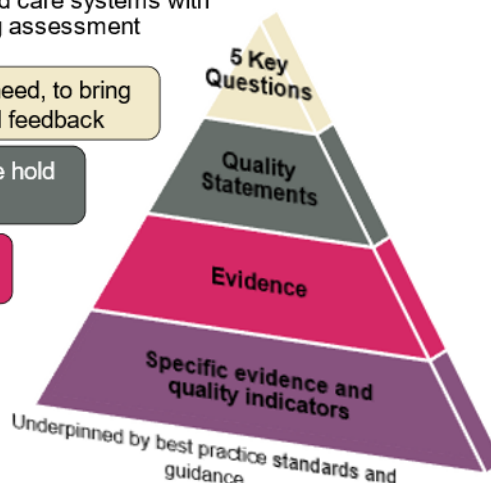 d care systems with
g assessment
eed, to bring
feedback
e hold
5 Key
Questions
Quality
Statements
Evidence
Specific evidence and
quality indicators
Underpinned by best practice standards and
guidance